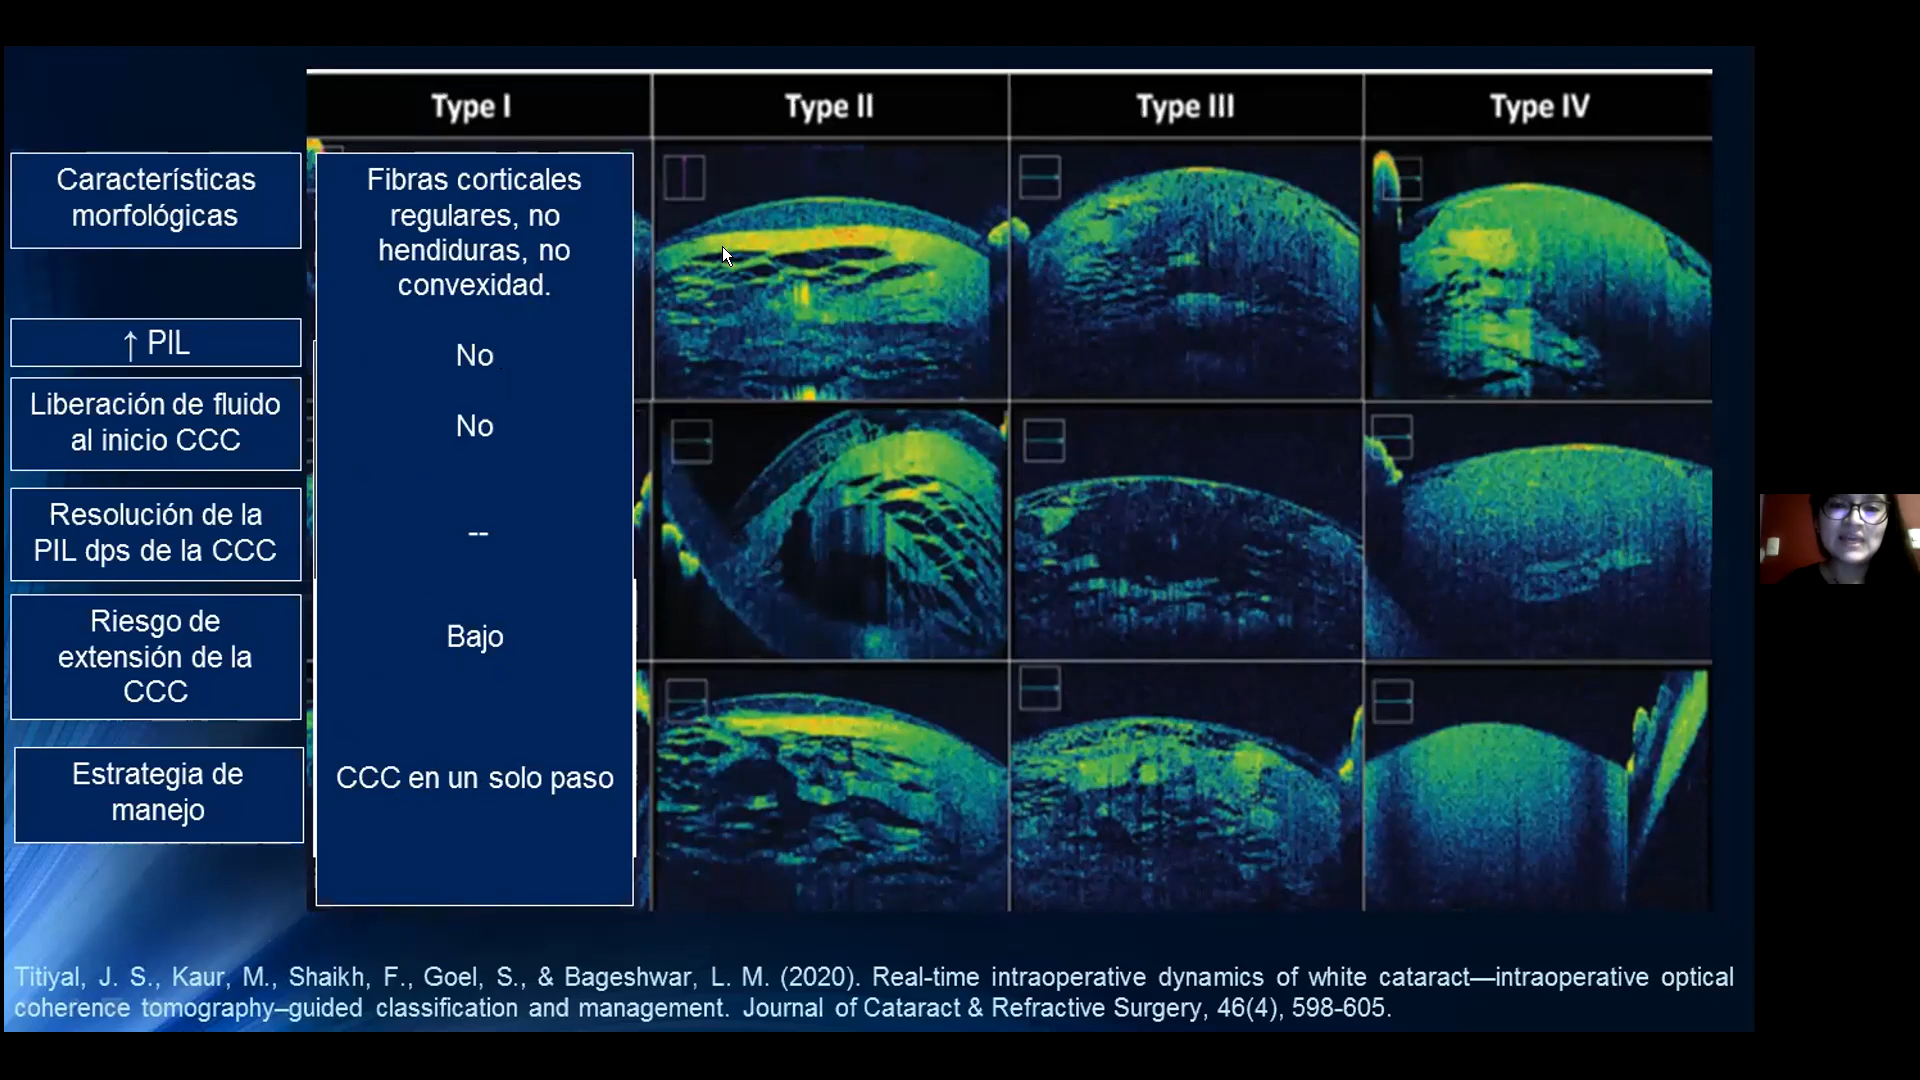 Type I
Type II
Type III
Type IV
Características
morfológicas
↑ PIL
Liberación de fluido
al inicio CCC
Resolución de la
PIL dps de la CCC
Riesgo de
extensión de la
CCC
Estrategia de
manejo
Fibras corticales
regulares, no
hendiduras, no
convexidad.
No
No
--
Bajo
CCC en un solo paso
Titiyal, J. S., Kaur, M., Shaikh, F., Goel, S., & Bageshwar, L. M. (2020). Real-time intraoperative dynamics of white cataract—intraoperative optical
coherence tomography–guided classification and management. Journal of Cataract & Refractive Surgery, 46(4), 598-605.